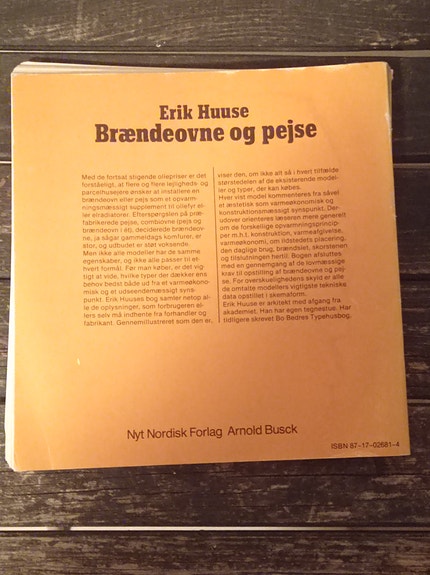 Erik Huuse
Brændeovne og pejse
Med de fortsat stigende oliepriser er det
forståeligt, at flere og flere lejligheds- og
parcelhusejere ønsker at installere en
brændeovn eller pejs som et opvar-
mningsmæssigt supplement til oliefyr el-
ler elradiatorer. Efterspørgslen på præ-
fabrikerede pejse, comboovne (pejs og
brændeovn i ét), deciderede brændeov-
ne, ja sågar gammeldags komfurer, er
stor, og udbudet er støt voksende.
Men ikke alle modeller har de samme
egenskaber, og ikke alle passer til et
hvert formål. Før man køber, er det vig-
tigt at vide, hvilke typer der dækker ens
behov bedst både ud fra et varmeøkono-
misk og et udseendemæssigt syns-
punkt. Erik Huuses bog samler netop al-
le de oplysninger, som forbrugeren el-
lers selv må indhente fra forhandler og
fabrikant. Gennemillustreret som den er,
viser den, om ikke alt så i hvert tilfælde
størstedelen af de eksisterende model-
ler og typer, der kan købes.
Hver vist model kommenteres fra såvel
et æstetisk som varmeøkonomisk og
konstruktionsmæssigt synspunkt. Der-
udover orienteres læseren mere generelt
om de forskellige opvarmningsprincip-
per m.h.t. konstruktion, varmeafgivelse,
varmeøkonomi, om ildstedets placering,
den daglige brug, brændslet, skorstenen
og tilslutningen hertil. Bogen afsluttes
med en gennemgang af de lovmæssige
krav til opstilling af brændeovne og pej-
se. For overskuelighedens skyld er alle
de omtalte modellers vigtigste tekniske
data opstillet i skemaform.
Erik Huuse er arkitekt med afgang fra
akademiet. Han har egen tegnestue. Har
tidligere skrevet Bo Bedres Typehusbog.
Nyt Nordisk Forlag Arnold Busck
ISBN 87-17-02681-4